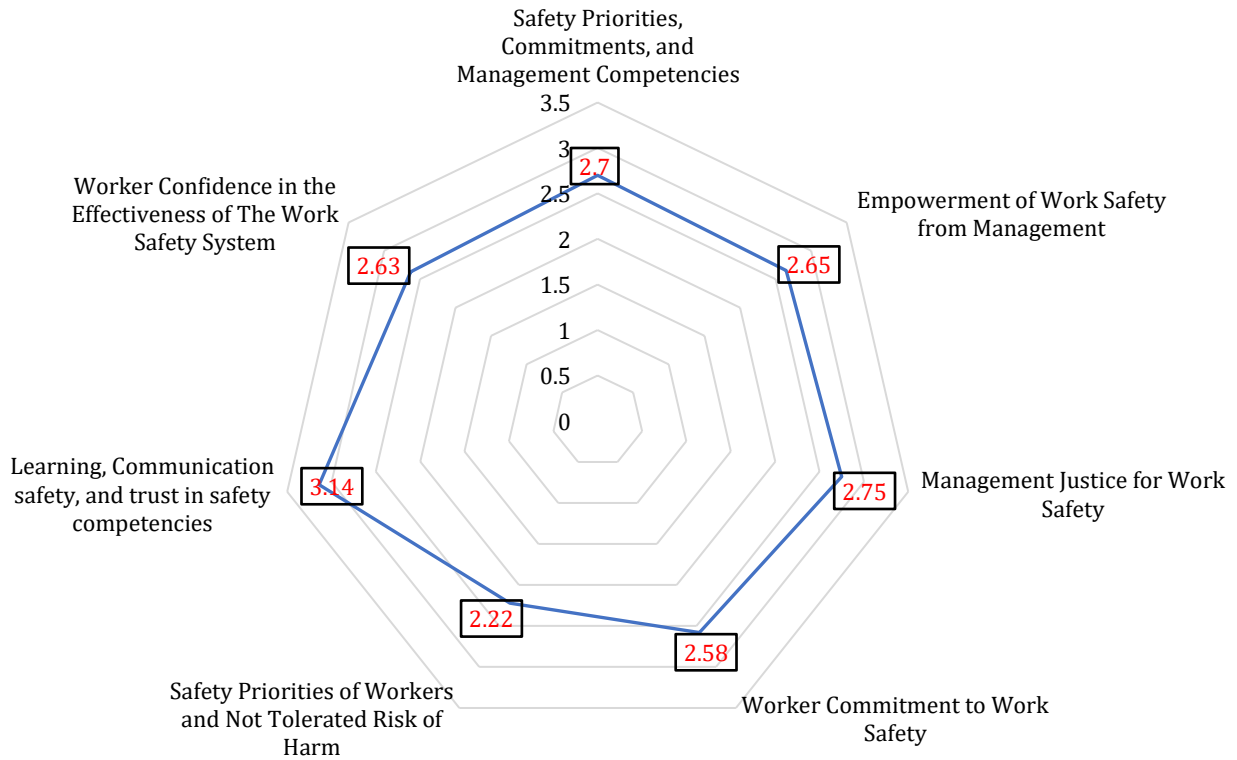 Safety Priorities,
Commitments, and
Management Competencies
3.5
3
2.7
2.5
2
1.5
1
0.5
0
Empowerment of Work Safety
from Management
2.65
Management Justice for Work
Safety
2.75
Worker Commitment to Work
Safety
2.58
Safety Priorities of Workers
and Not Tolerated Risk of
Harm
2.22
Learning, Communication
safety, and trust in safety
competencies
3.14
Worker Confidence in the
Effectiveness of The Work
Safety System
2.63